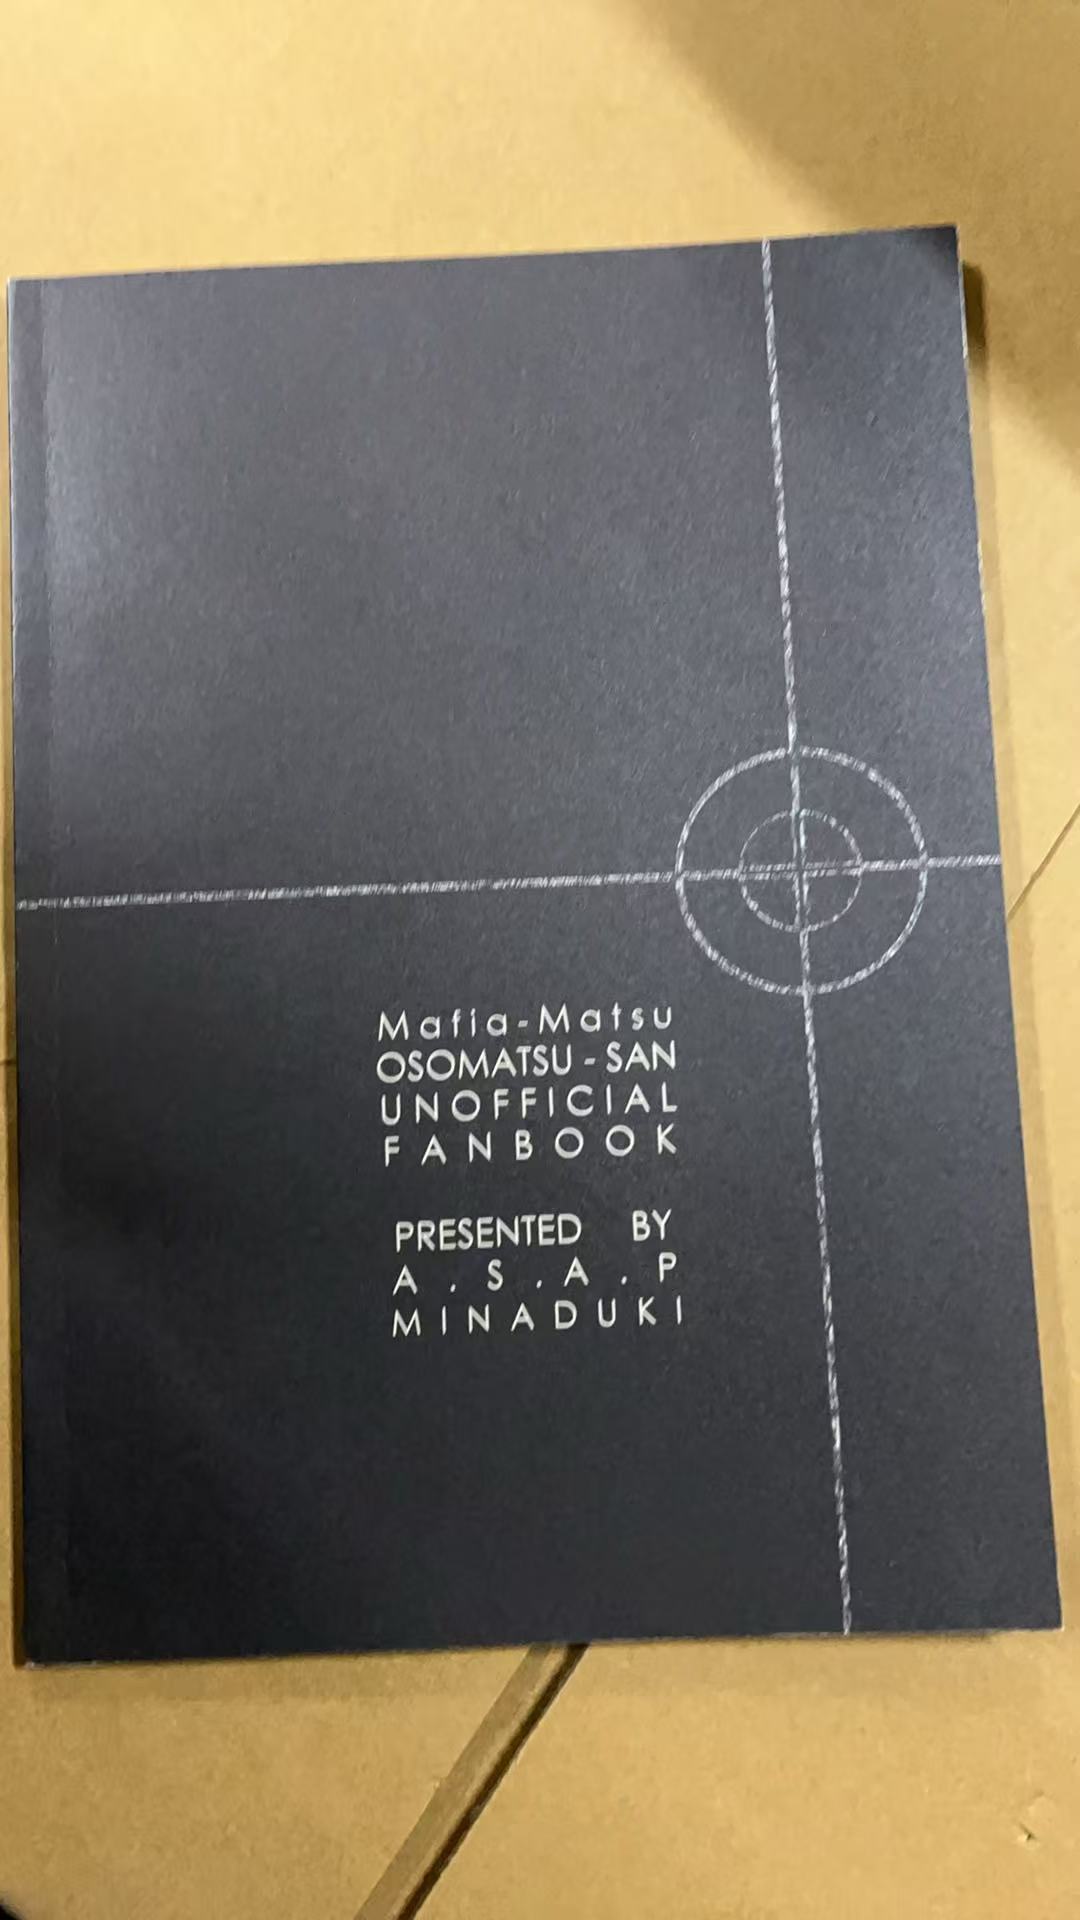 Mafia-Matsu
OSOMATSU-SAN
UNOFFICIAL
FANBOOK
PRESENTED BY
A.S.A.P
MINADUKI